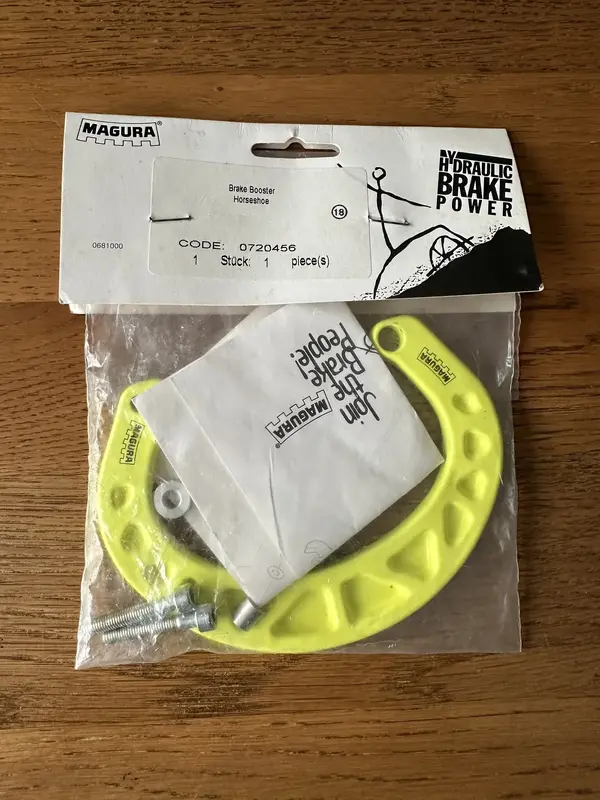 MAGURA
Brake Booster
Horseshoe
18
0681000
CODE: 0720456
1 Stück: 1 piece(s)
BY
HYDRAULIC
BRAKE
POWER
MAGURA
MAGURA
Join
the
Brake
People!
MAGURA